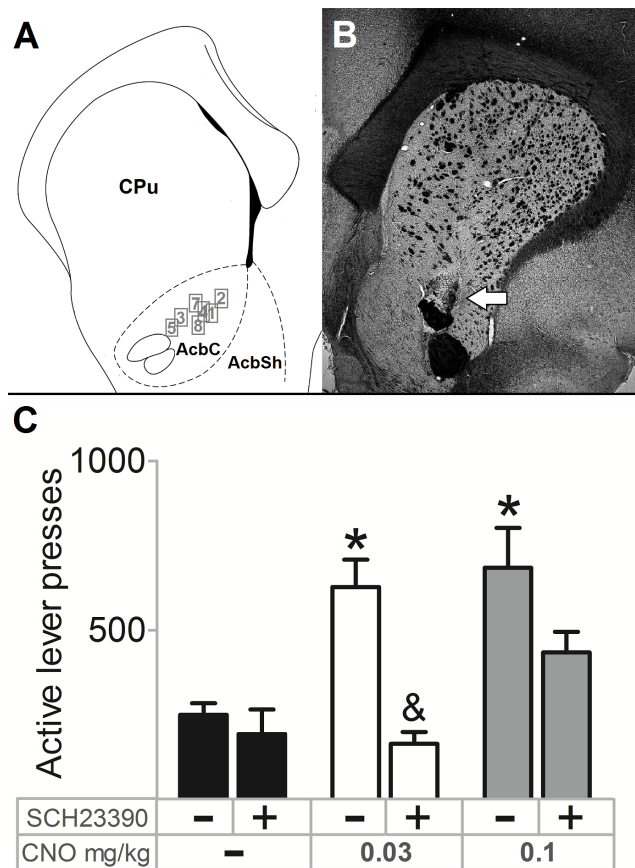 A
B
CPu
7
2
3
4
1
5
8
AcbC
AcbSh
C
Active lever presses
1000
500
*
&
*
SCH23390 − + − + − +
CNO mg/kg − 0.03 0.1